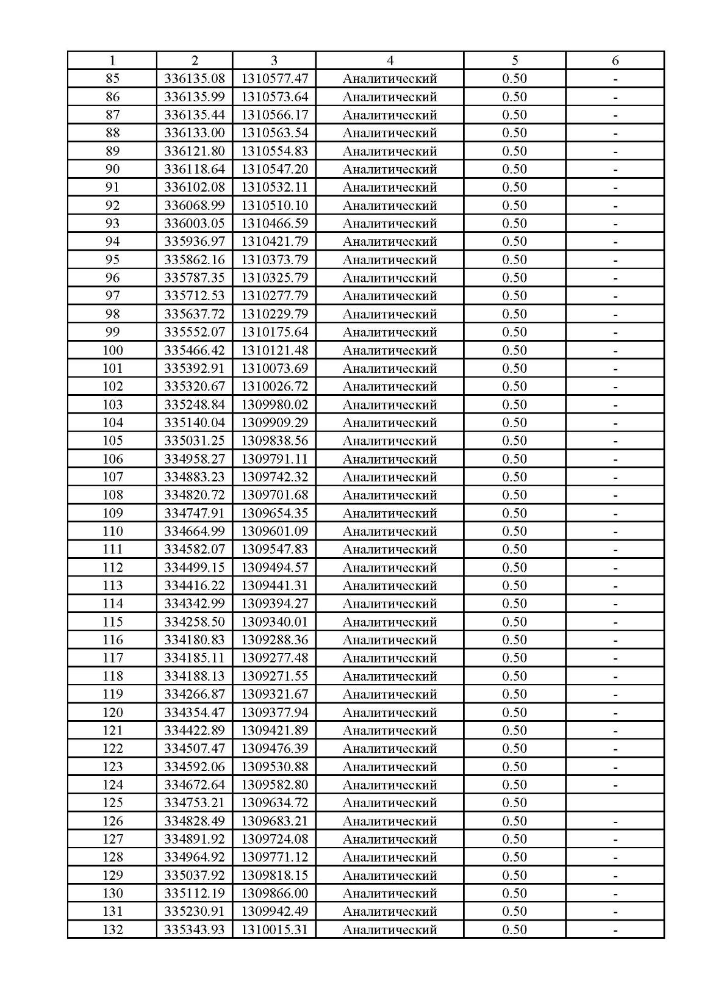 1 2 3 4 5 6
85 336135.08 1310577.47 Аналитический 0.50 -
86 336135.99 1310573.64 Аналитический 0.50 -
87 336135.44 1310566.17 Аналитический 0.50 -
88 336133.00 1310563.54 Аналитический 0.50 -
89 336121.80 1310554.83 Аналитический 0.50 -
90 336118.64 1310547.20 Аналитический 0.50 -
91 336102.08 1310532.11 Аналитический 0.50 -
92 336068.99 1310510.10 Аналитический 0.50 -
93 336003.05 1310466.59 Аналитический 0.50 -
94 335936.97 1310421.79 Аналитический 0.50 -
95 335862.16 1310373.79 Аналитический 0.50 -
96 335787.35 1310325.79 Аналитический 0.50 -
97 335712.53 1310277.79 Аналитический 0.50 -
98 335637.72 1310229.79 Аналитический 0.50 -
99 335552.07 1310175.64 Аналитический 0.50 -
100 335466.42 1310121.48 Аналитический 0.50 -
101 335392.91 1310073.69 Аналитический 0.50 -
102 335320.67 1310026.72 Аналитический 0.50 -
103 335248.84 1309980.02 Аналитический 0.50 -
104 335140.04 1309909.29 Аналитический 0.50 -
105 335031.25 1309838.56 Аналитический 0.50 -
106 334958.27 1309791.11 Аналитический 0.50 -
107 334883.23 1309742.32 Аналитический 0.50 -
108 334820.72 1309701.68 Аналитический 0.50 -
109 334747.91 1309654.35 Аналитический 0.50 -
110 334664.99 1309601.09 Аналитический 0.50 -
111 334582.07 1309547.83 Аналитический 0.50 -
112 334499.15 1309494.57 Аналитический 0.50 -
113 334416.22 1309441.31 Аналитический 0.50 -
114 334342.99 1309394.27 Аналитический 0.50 -
115 334258.50 1309340.01 Аналитический 0.50 -
116 334180.83 1309288.36 Аналитический 0.50 -
117 334185.11 1309277.48 Аналитический 0.50 -
118 334188.13 1309271.55 Аналитический 0.50 -
119 334266.87 1309321.67 Аналитический 0.50 -
120 334354.47 1309377.94 Аналитический 0.50 -
121 334422.89 1309421.89 Аналитический 0.50 -
122 334507.47 1309476.39 Аналитический 0.50 -
123 334592.06 1309530.88 Аналитический 0.50 -
124 334672.64 1309582.80 Аналитический 0.50 -
125 334753.21 1309634.72 Аналитический 0.50
126 334828.49 1309683.21 Аналитический 0.50 -
127 334891.92 1309724.08 Аналитический 0.50 -
128 334964.92 1309771.12 Аналитический 0.50 -
129 335037.92 1309818.15 Аналитический 0.50 -
130 335112.19 1309866.00 Аналитический 0.50 -
131 335230.91 1309942.49 Аналитический 0.50 -
132 335343.93 1310015.31 Аналитический 0.50 -